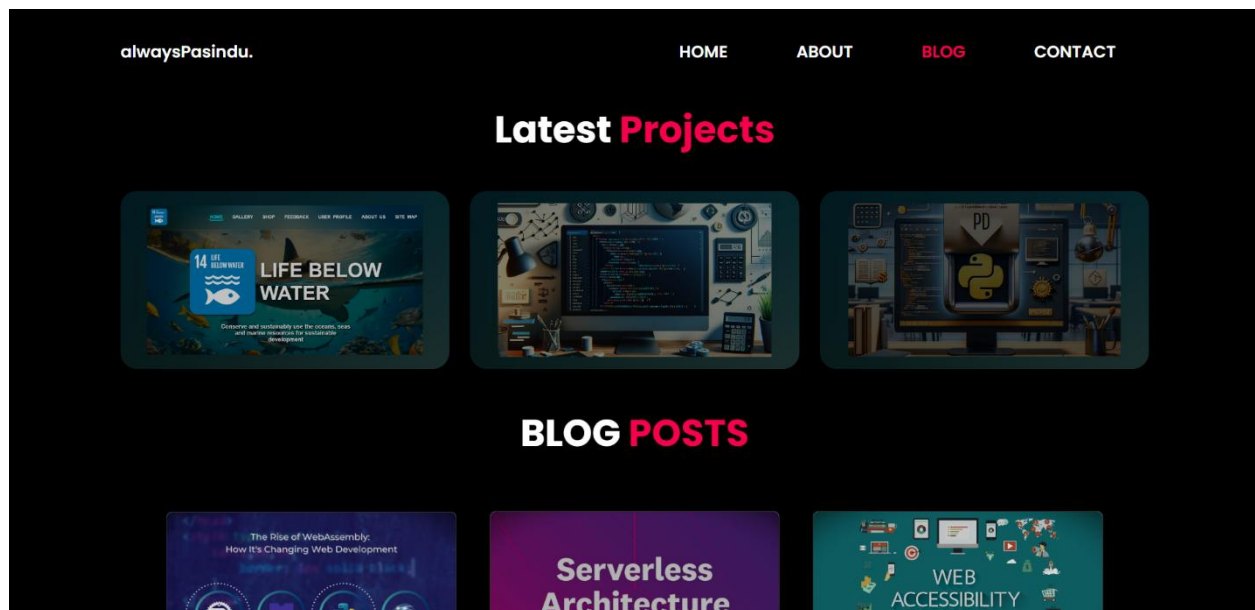 alwaysPasindu.
HOME ABOUT BLOG CONTACT
Latest Projects
HOME GALLERY SHOP FEEDBACK USER PROFILE ABOUT US SITE MAP
14 LIFE
BELOW WATER
LIFE BELOW
WATER
Conserve and sustainably use the oceans, seas
and marine resources for sustainable
development
PD
BLOG POSTS
The Rise of WebAssembly:
How It's Changing Web Development
Serverless
Architecture
WEB
ACCESSIBILITY